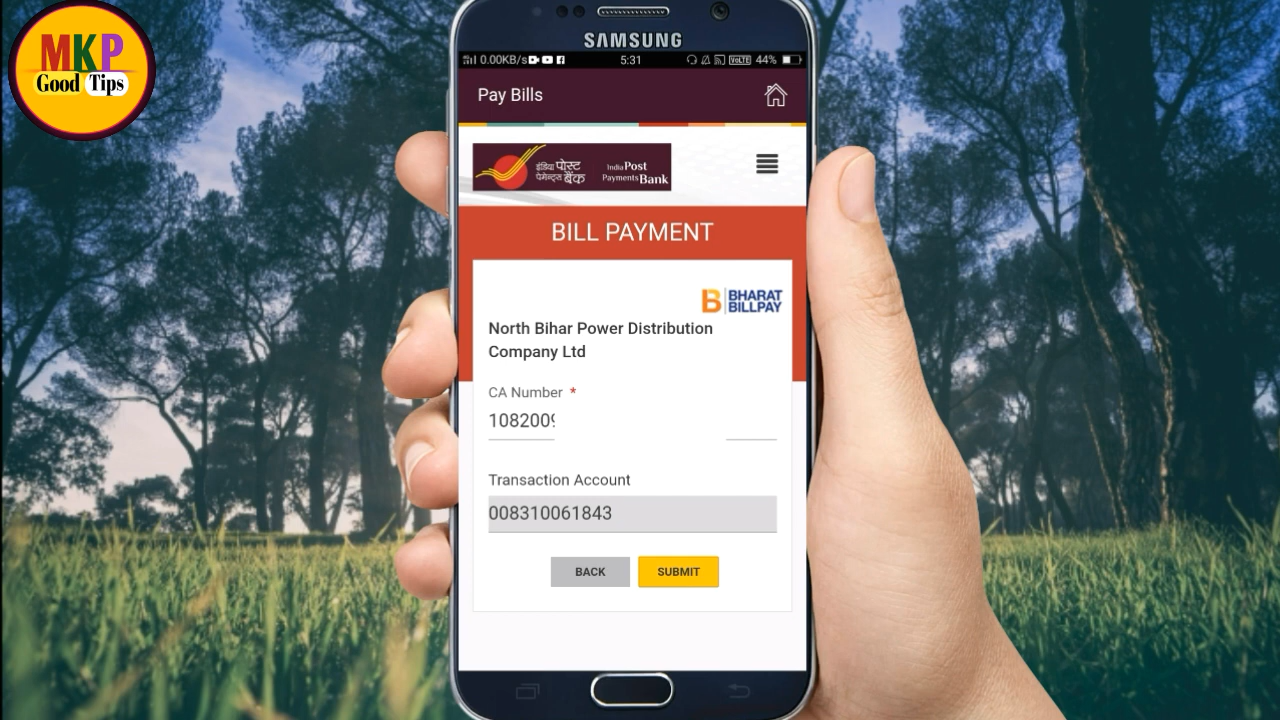 MKP
Good Tips
SAMSUNG
0.00KB/s
5:31
VoLTE 44%
Pay Bills
इंडिया पोस्ट
पेमेन्ट्स बैंक
India Post
Payments Bank
BILL PAYMENT
B BHARAT
BILLPAY
North Bihar Power Distribution
Company Ltd
CA Number *
1082009
Transaction Account
008310061843
BACK
SUBMIT